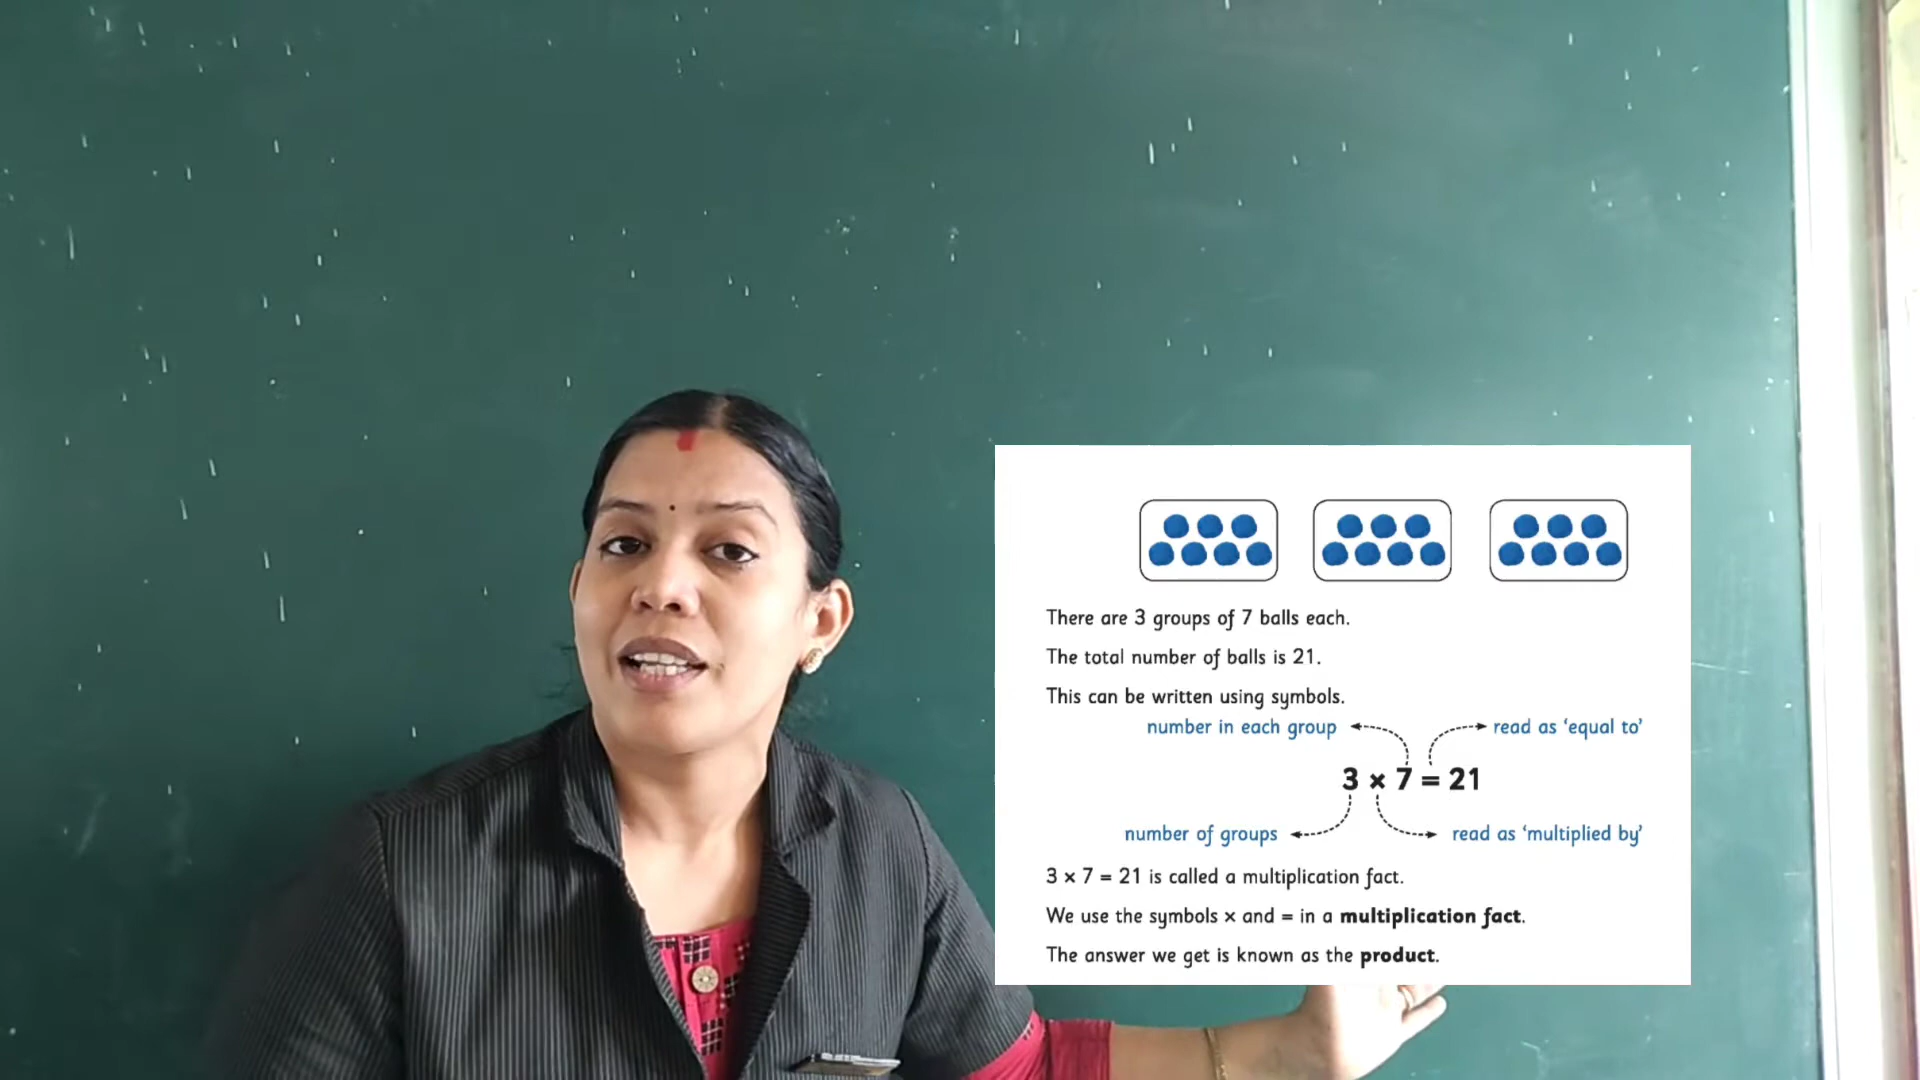 There are 3 groups of 7 balls each.
The total number of balls is 21.
This can be written using symbols.
number in each group read as ‘equal to’
3 × 7 = 21
number of groups read as ‘multiplied by’
3 × 7 = 21 is called a multiplication fact.
We use the symbols × and = in a multiplication fact.
The answer we get is known as the product.